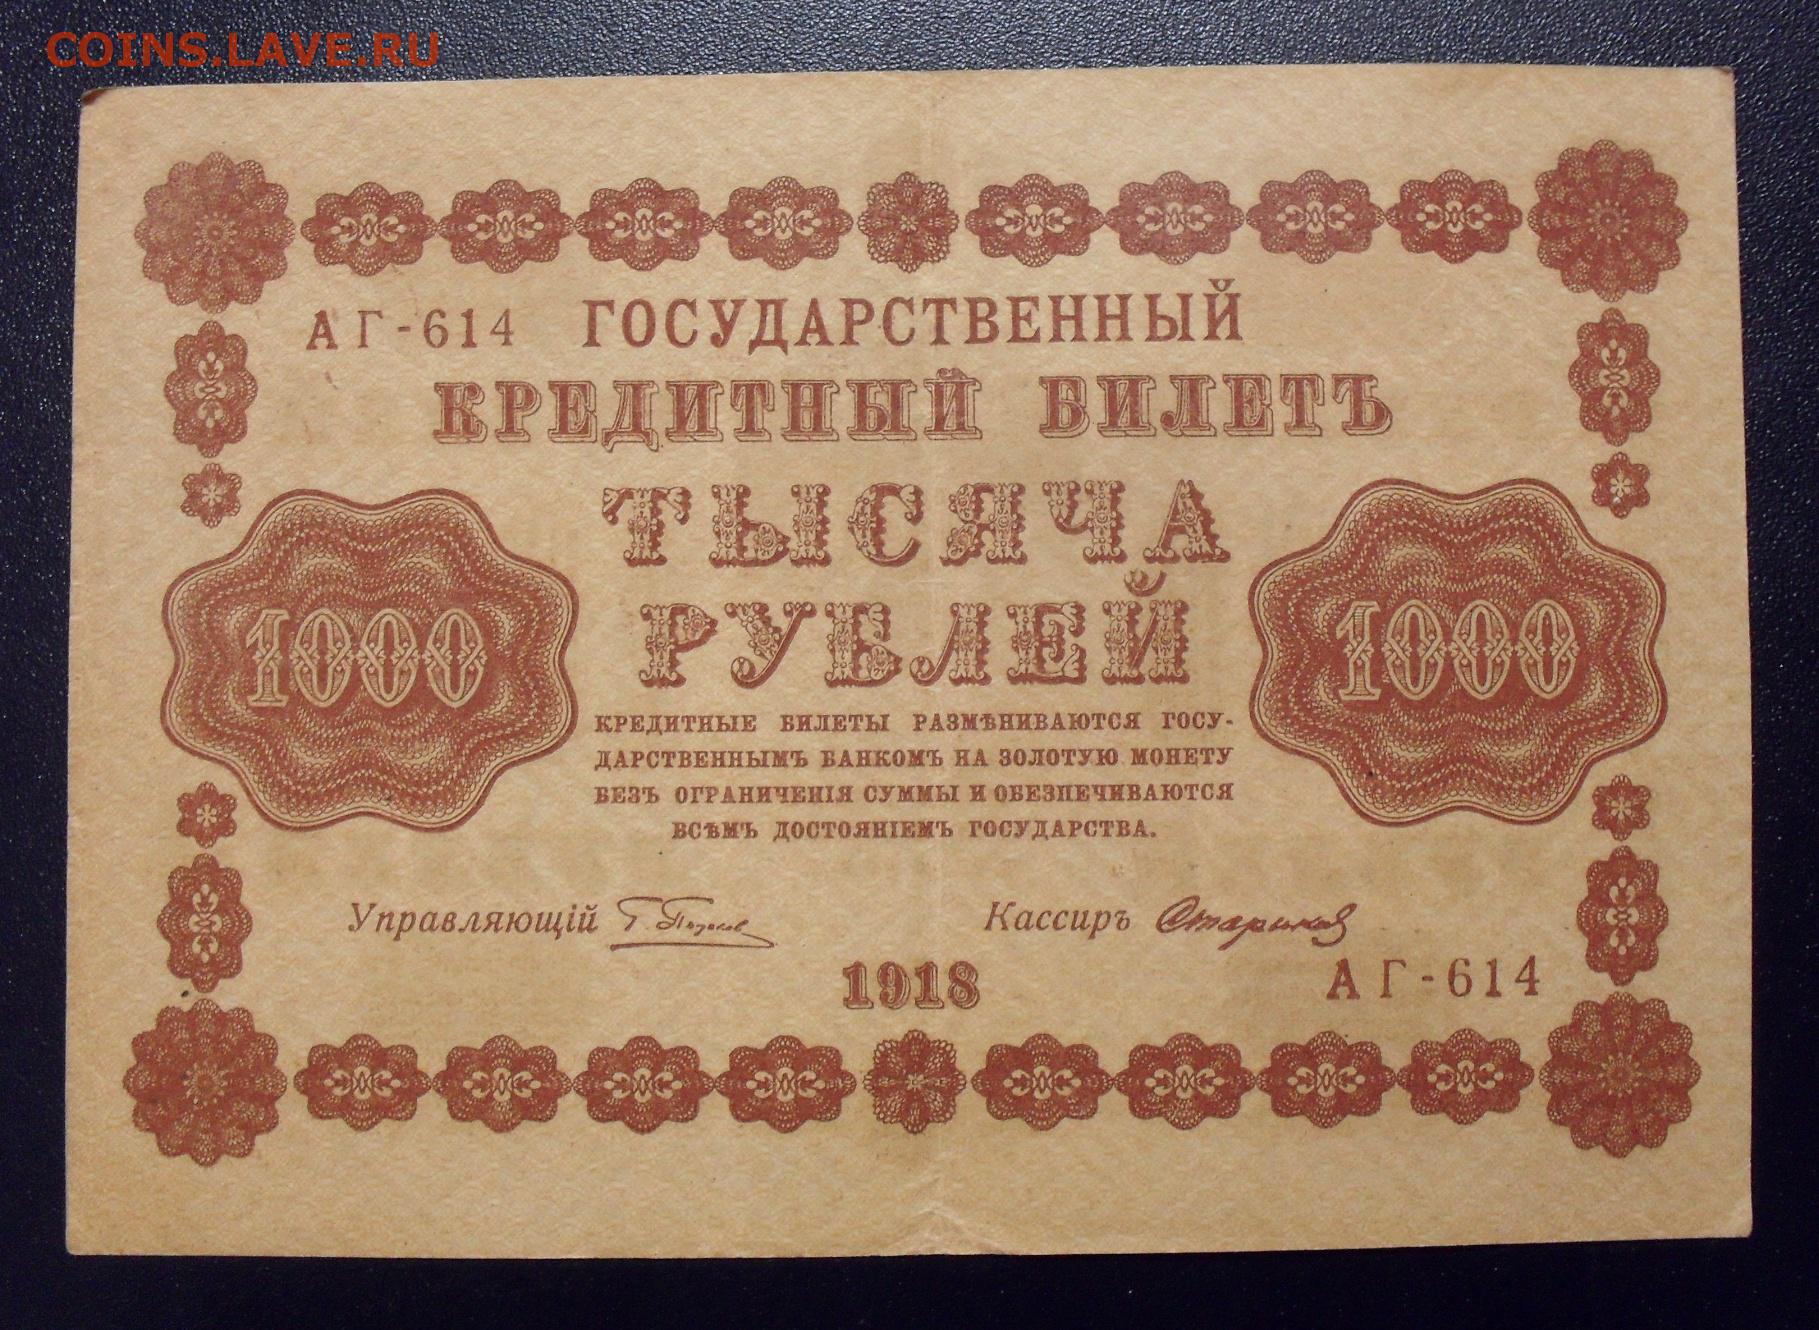 COINS.LAVE.RU
АГ-614 ГОСУДАРСТВЕННЫЙ
КРЕДИТНЫЙ БИЛЕТЪ
ТЫСЯЧА
РУБЛЕЙ
1000 1000
КРЕДИТНЫЕ БИЛЕТЫ РАЗМѢНИВАЮТСЯ ГОСУ-
ДАРСТВЕННЫМЪ БАНКОМЪ НА ЗОЛОТУЮ МОНЕТУ
БЕЗЪ ОГРАНИЧЕНІЯ СУММЫ И ОБЕЗПЕЧИВАЮТСЯ
ВСѢМЪ ДОСТОЯНІЕМЪ ГОСУДАРСТВА.
Управляющій Кассиръ
1918 АГ-614